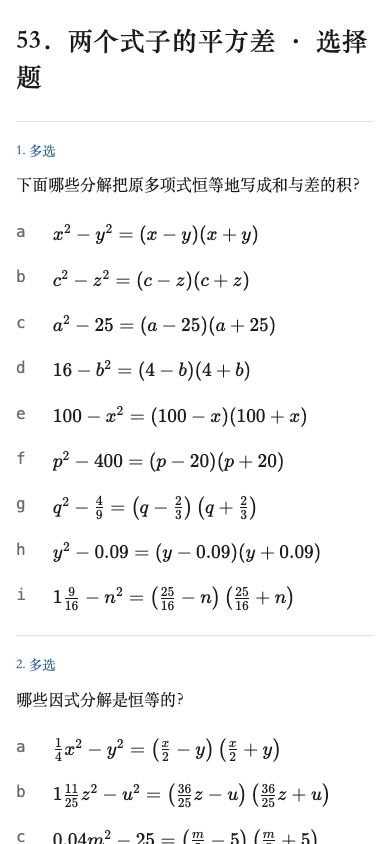 53. 两个式子的平方差 · 选择
题
1. 多选
下面哪些分解把原多项式恒等地写成和与差的积?
a x² − y² = (x − y)(x + y)
b c² − z² = (c − z)(c + z)
c a² − 25 = (a − 25)(a + 25)
d 16 − b² = (4 − b)(4 + b)
e 100 − x² = (100 − x)(100 + x)
f p² − 400 = (p − 20)(p + 20)
g q² − 4/9 = (q − 2/3) (q + 2/3)
h y² − 0.09 = (y − 0.09)(y + 0.09)
i 1 9/16 − n² = (25/16 − n) (25/16 + n)
2. 多选
哪些因式分解是恒等的?
a 1/4 x² − y² = (x/2 − y) (x/2 + y)
b 1 11/25 z² − u² = (36/25 z − u) (36/25 z + u)
c 0.04m² − 25 = (m − 5) (m + 5)